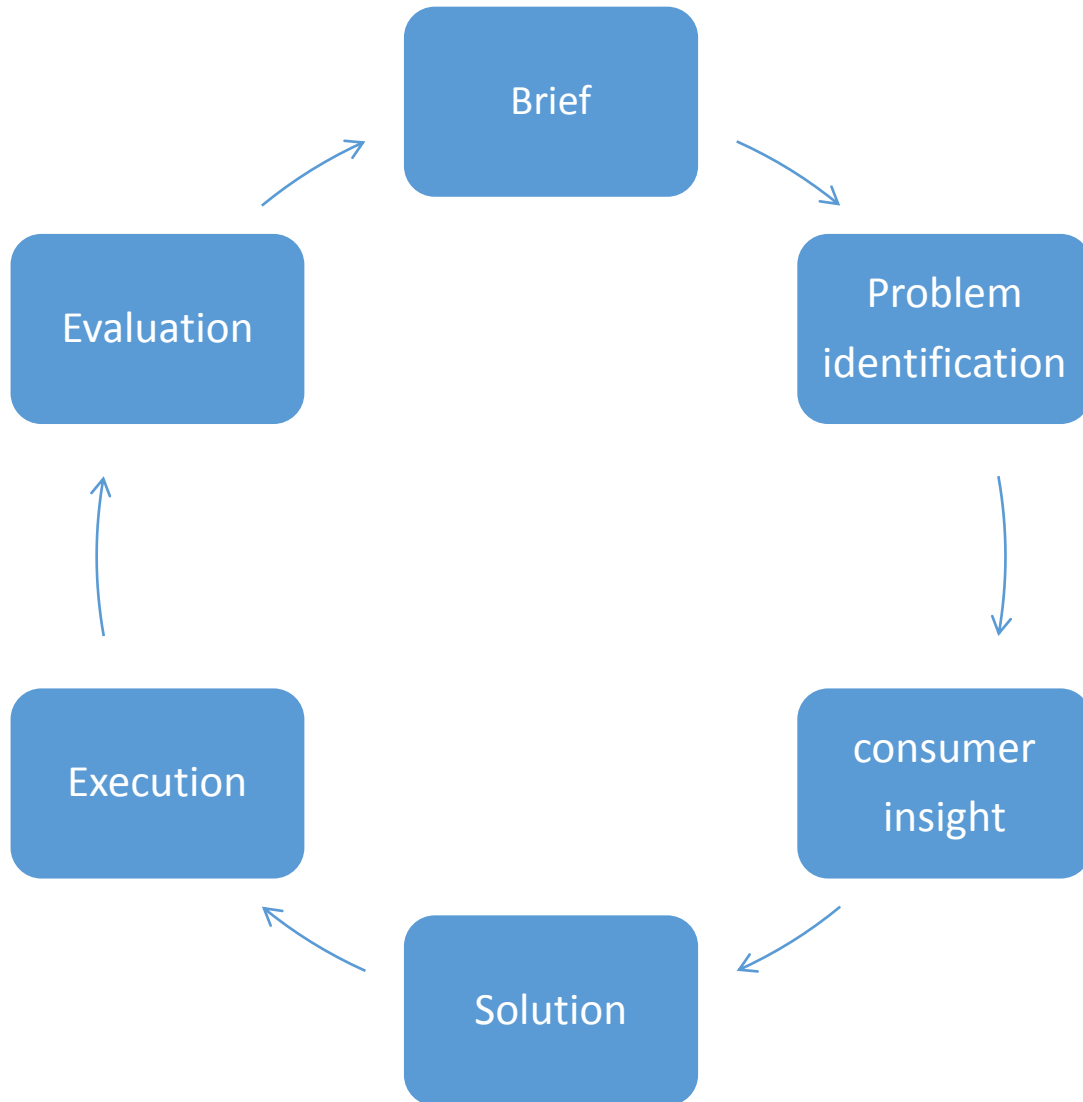 Brief
Problem
identification
consumer
insight
Solution
Execution
Evaluation